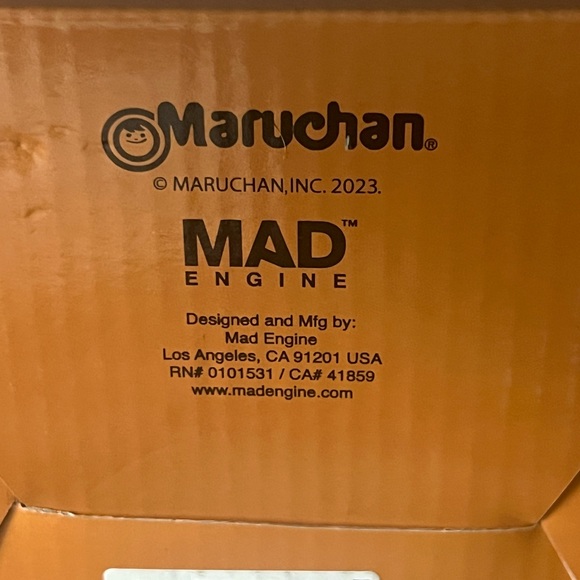 Maruchan®
© MARUCHAN,INC. 2023.
MAD™
ENGINE
Designed and Mfg by:
Mad Engine
Los Angeles, CA 91201 USA
RN# 0101531 / CA# 41859
www.madengine.com